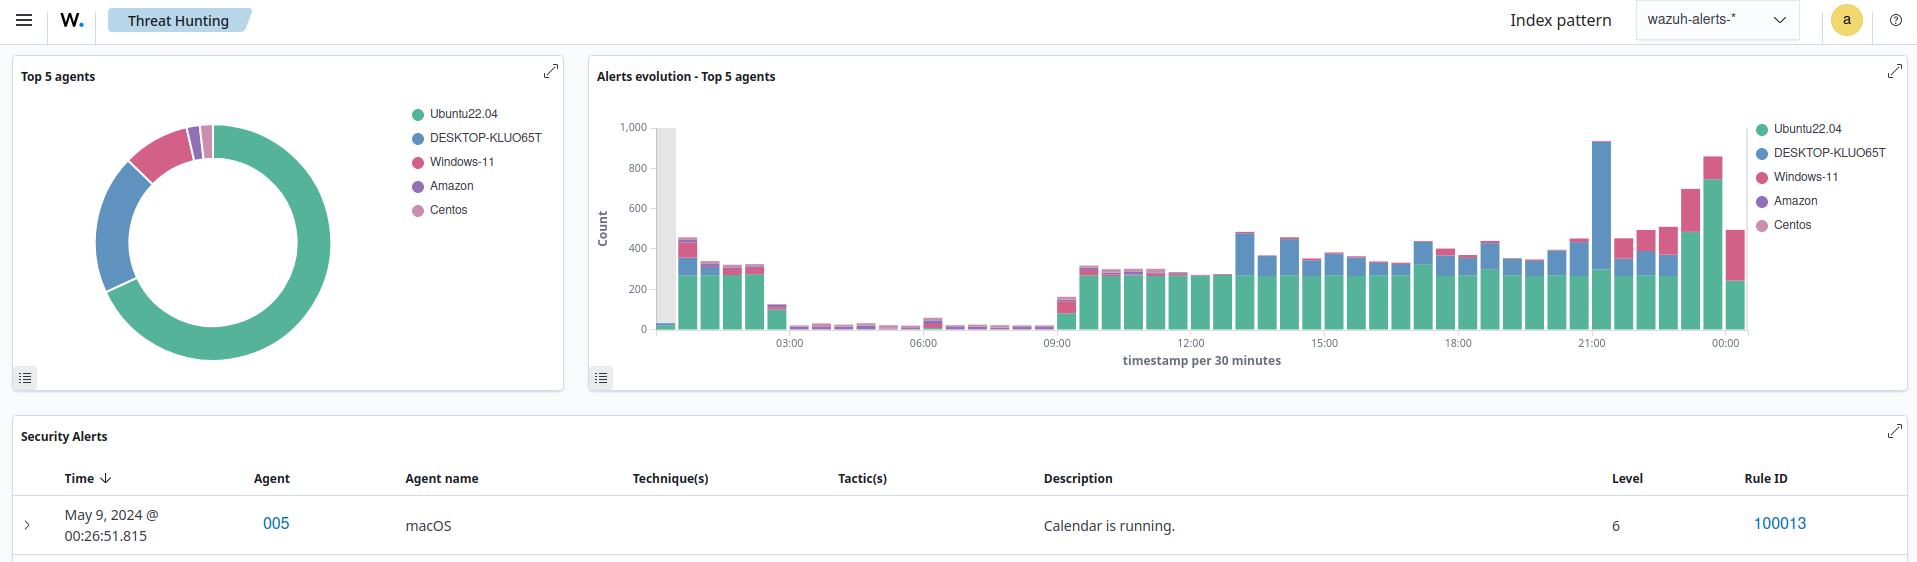 W. Threat Hunting Index pattern wazuh-alerts-* a
Top 5 agents
Ubuntu22.04
DESKTOP-KLUO65T
Windows-11
Amazon
Centos
Alerts evolution - Top 5 agents
1,000
800
600
400
200
0
Count
03:00 06:00 09:00 12:00 15:00 18:00 21:00 00:00
timestamp per 30 minutes
Ubuntu22.04
DESKTOP-KLUO65T
Windows-11
Amazon
Centos
Security Alerts
Time Agent Agent name Technique(s) Tactic(s) Description Level Rule ID
May 9, 2024 @
00:26:51.815
005 macOS Calendar is running. 6 100013